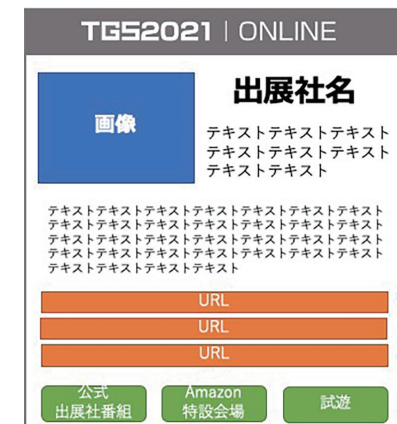 TGS2021 | ONLINE
画像
出展社名
テキストテキストテキスト
テキストテキストテキスト
テキストテキスト
テキストテキストテキストテキストテキストテキストテキスト
テキストテキストテキストテキストテキストテキストテキスト
テキストテキストテキストテキストテキストテキストテキスト
テキストテキストテキストテキストテキストテキストテキスト
テキストテキストテキストテキスト
URL
URL
URL
公式
出展社番組
Amazon
特設会場
試遊